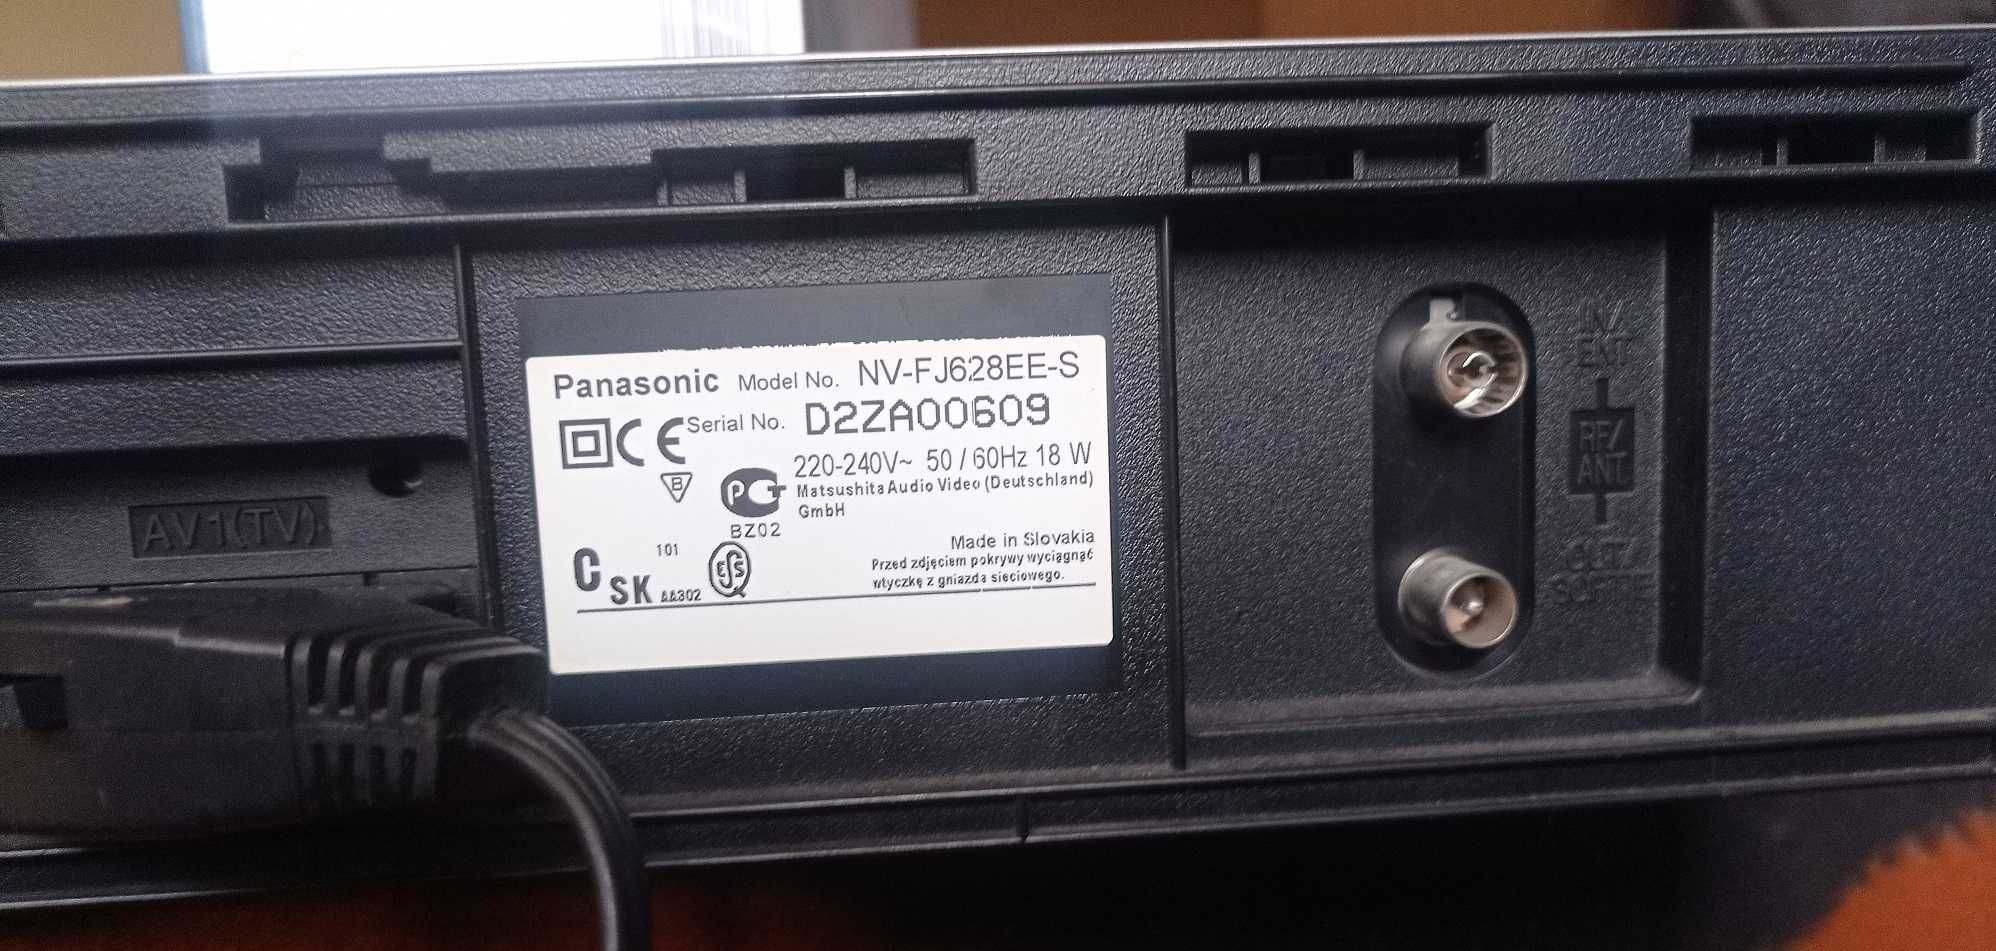 Panasonic Model No. NV-FJ628EE-S
Serial No. D2ZA00609
CE
220-240V~ 50 / 60Hz 18 W
B
PCT
Matsushita Audio Video (Deutschland)
GmbH
BZ02
Made in Slovakia
101
Przed zdjęciem pokrywy wyciągnąć
wtyczkę z gniazda sieciowego.
C SK AA302
AV1(TV)
IN/
ENT
RF/
ANT
OUT/
SORTIE